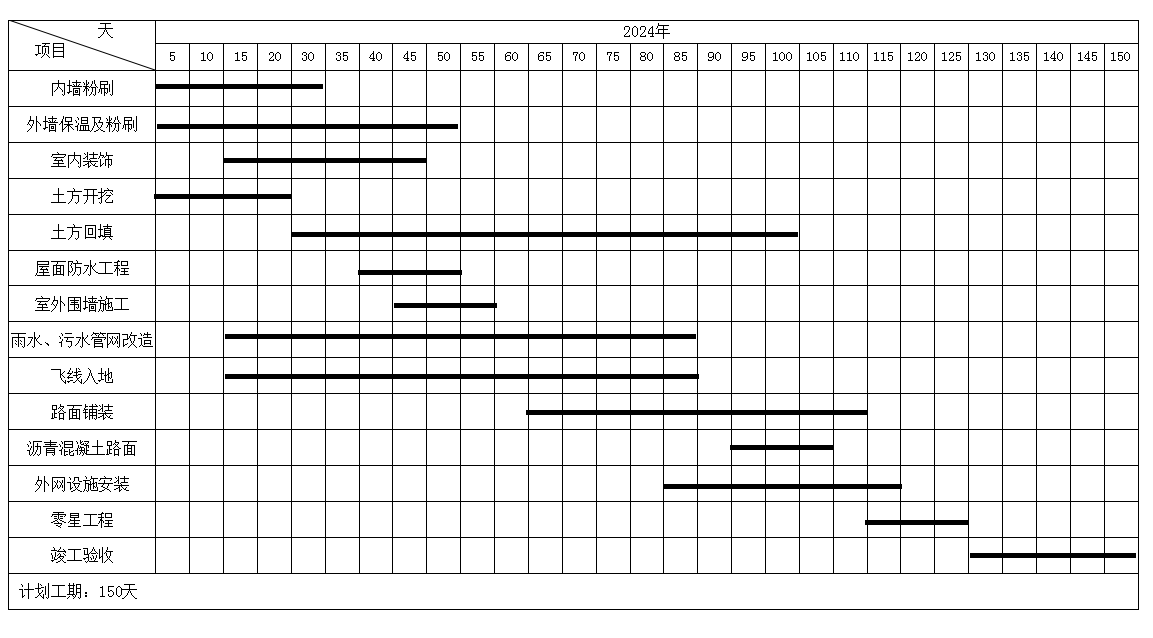 天
项目
2024年
5 10 15 20 30 35 40 45 50 55 60 65 70 75 80 85 90 95 100 105 110 115 120 125 130 135 140 145 150
内墙粉刷
外墙保温及粉刷
室内装饰
土方开挖
土方回填
屋面防水工程
室外围墙施工
雨水、污水管网改造
飞线入地
路面铺装
沥青混凝土路面
外网设施安装
零星工程
竣工验收
计划工期：150天